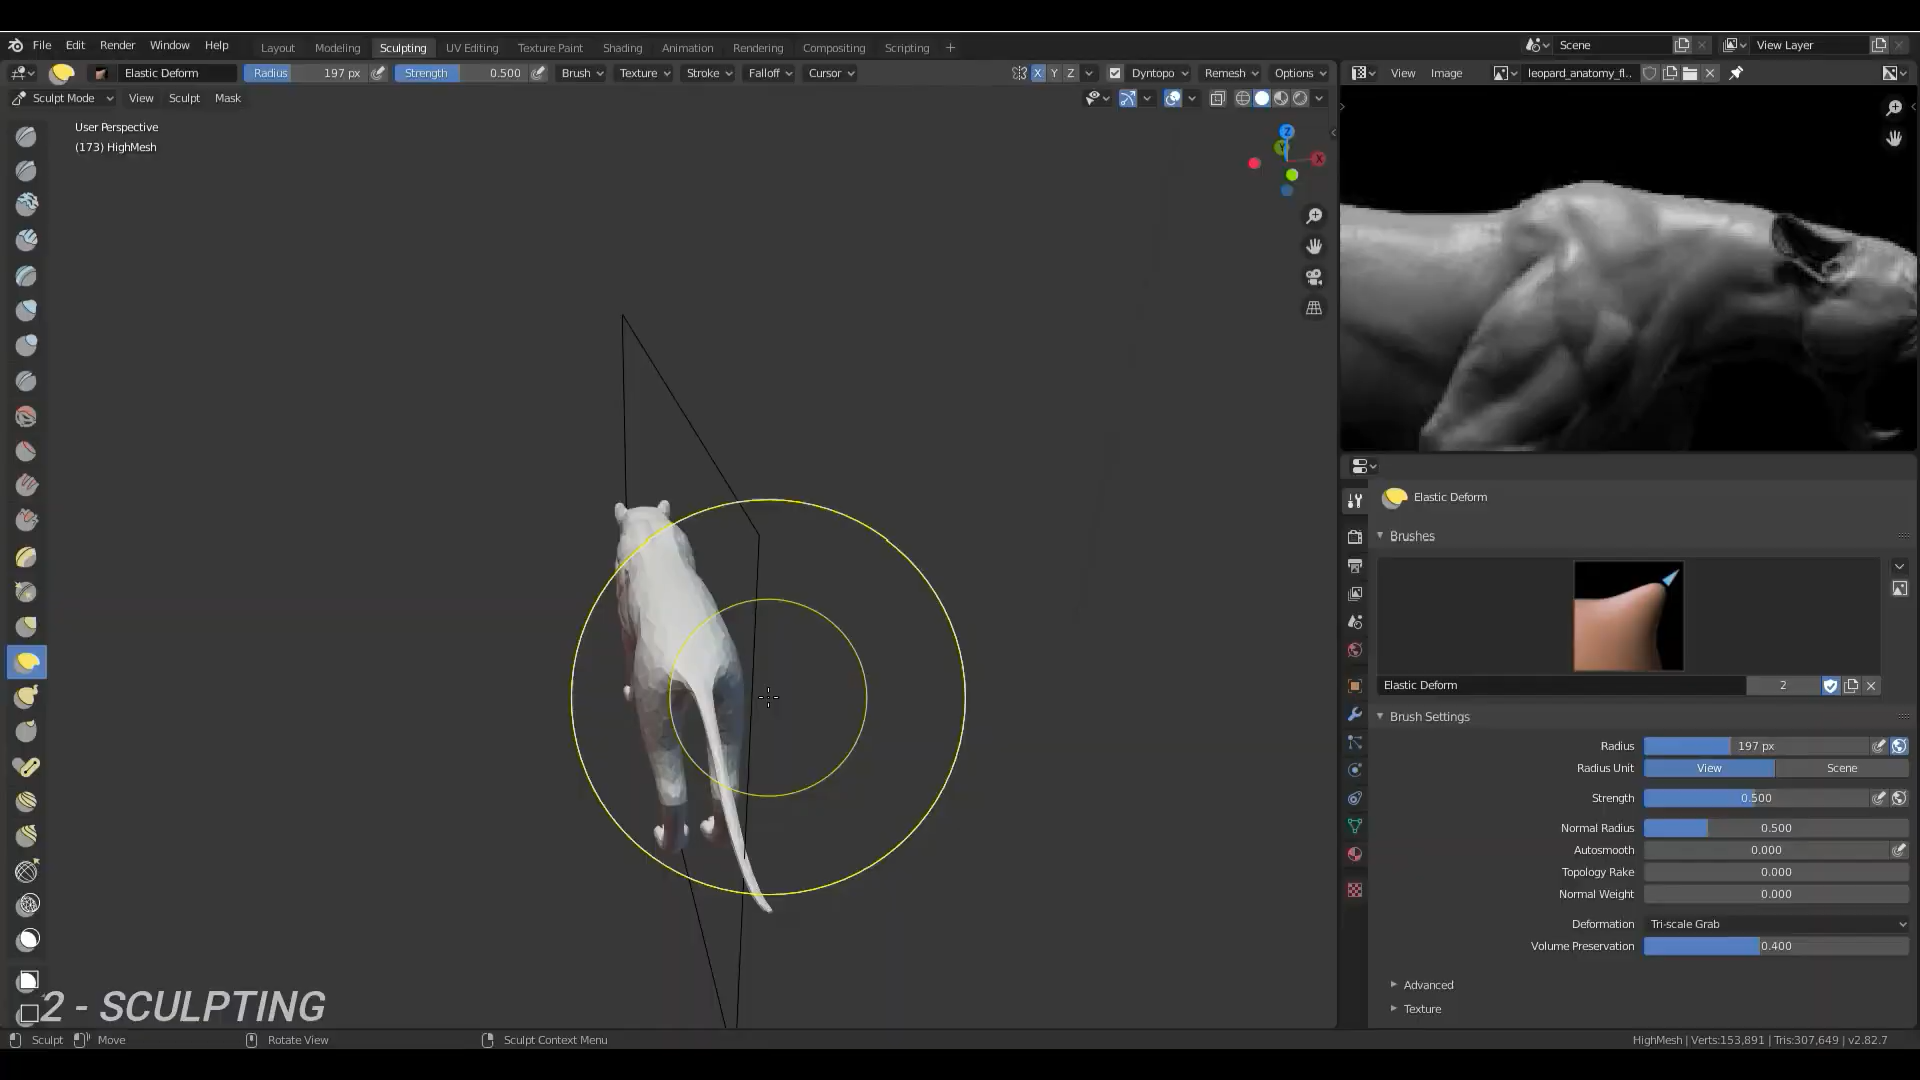 File Edit Render Window Help
Layout Modeling Sculpting UV Editing Texture Paint Shading Animation Rendering Compositing Scripting +
Scene
View Layer
Elastic Deform
Radius 197 px
Strength 0.500
Brush Texture Stroke Falloff Cursor
X Y Z
Dyntopo Remesh Options
View Image
leopard_anatomy_fl..
Sculpt Mode View Sculpt Mask
User Perspective
(173) HighMesh
Z
Y
X
Elastic Deform
Brushes
Elastic Deform 2
Brush Settings
Radius 197 px
Radius Unit View Scene
Strength 0.500
Normal Radius 0.500
Autosmooth 0.000
Topology Rake 0.000
Normal Weight 0.000
Deformation Tri-scale Grab
Volume Preservation 0.400
Advanced
Texture
2 - SCULPTING
Sculpt Move Rotate View Sculpt Context Menu
HighMesh | Verts:153,891 | Tris:307,649 | v2.82.7